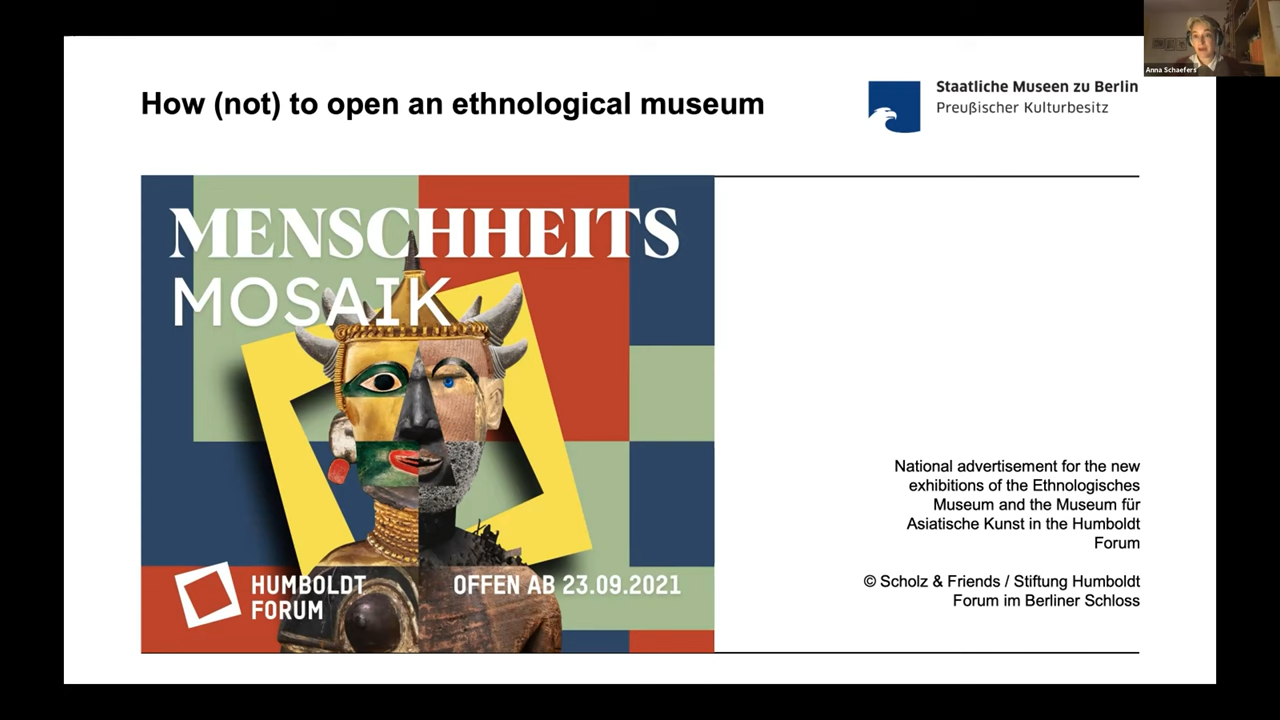 Anna Schaefers
How (not) to open an ethnological museum
Staatliche Museen zu Berlin
Preußischer Kulturbesitz
MENSCHHEITS
MOSAIK
HUMBOLDT
FORUM
OFFEN AB 23.09.2021
National advertisement for the new
exhibitions of the Ethnologisches
Museum and the Museum für
Asiatische Kunst in the Humboldt
Forum
© Scholz & Friends / Stiftung Humboldt
Forum im Berliner Schloss